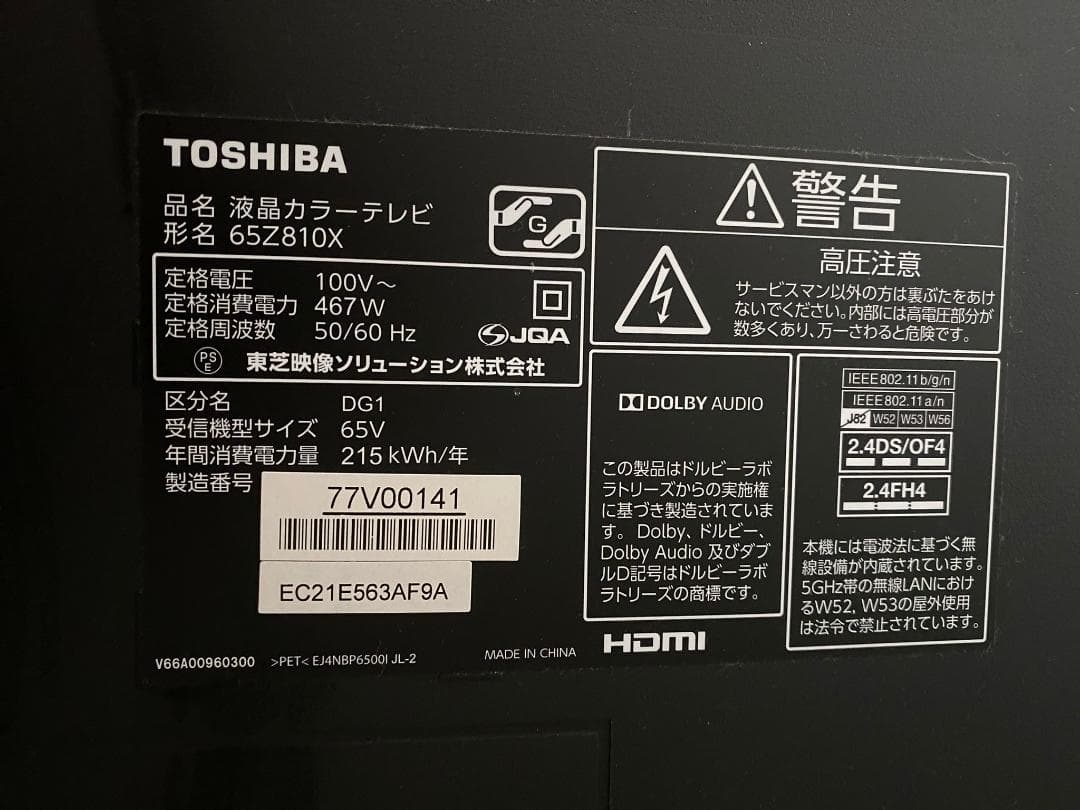 TOSHIBA
品名 液晶カラーテレビ
形名 65Z810X
G
定格電圧 100V～
定格消費電力 467W
定格周波数 50/60 Hz
JQA
PS
E
東芝映像ソリューション株式会社
区分名 DG1
受信機型サイズ 65V
年間消費電力量 215kWh/年
製造番号
77V00141
EC21E563AF9A
V66A00960300 >PET< EJ4NBP6500I JL-2
MADE IN CHINA
警告
高圧注意
サービスマン以外の方は裏ぶたをあけ
ないでください。内部には高電圧部分が
数多くあり、万一さわると危険です。
DOLBY AUDIO
この製品はドルビーラボ
ラトリーズからの実施権
に基づき製造されていま
す。Dolby、ドルビー、
Dolby Audio 及びダブ
ルD記号はドルビーラボ
ラトリーズの商標です。
HDMI
IEEE802.11b/g/n
IEEE802.11a/n
J52 W52 W53 W56
2.4DS/OF4
2.4FH4
本機には電波法に基づく無
線設備が内蔵されています。
5GHz帯の無線LANにおけ
るW52, W53の屋外使用
は法令で禁止されています。